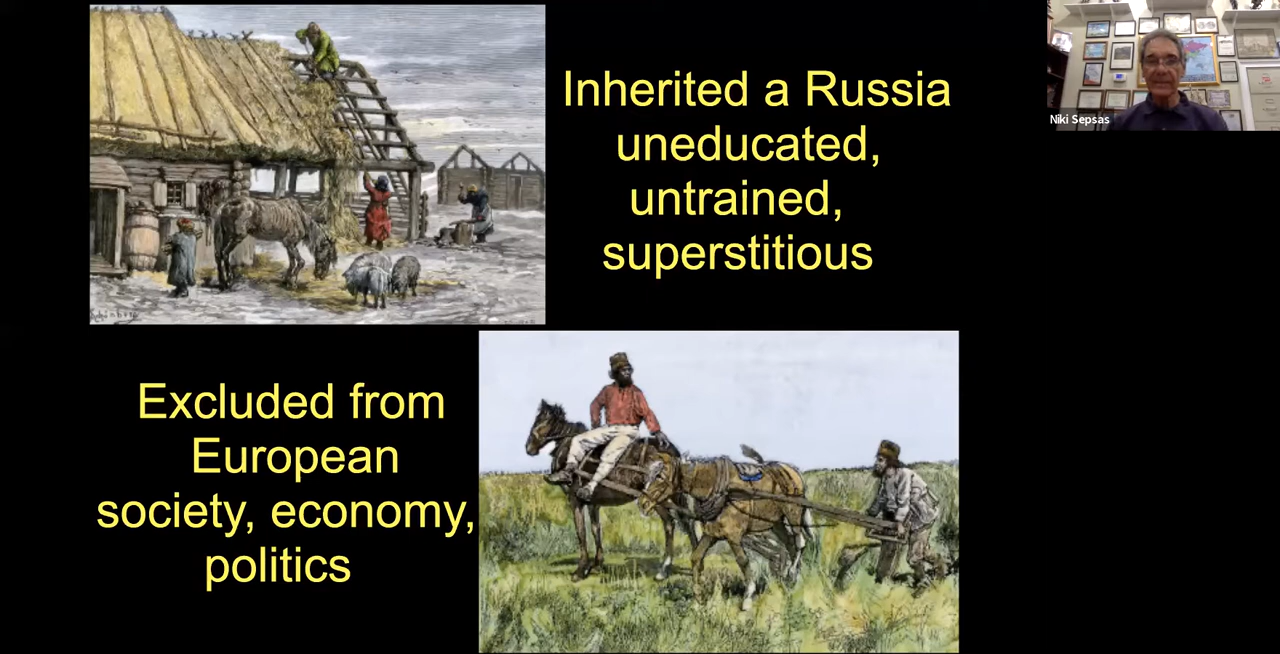 Inherited a Russia
uneducated,
untrained,
superstitious
Niki Sepsas
Excluded from
European
society, economy,
politics